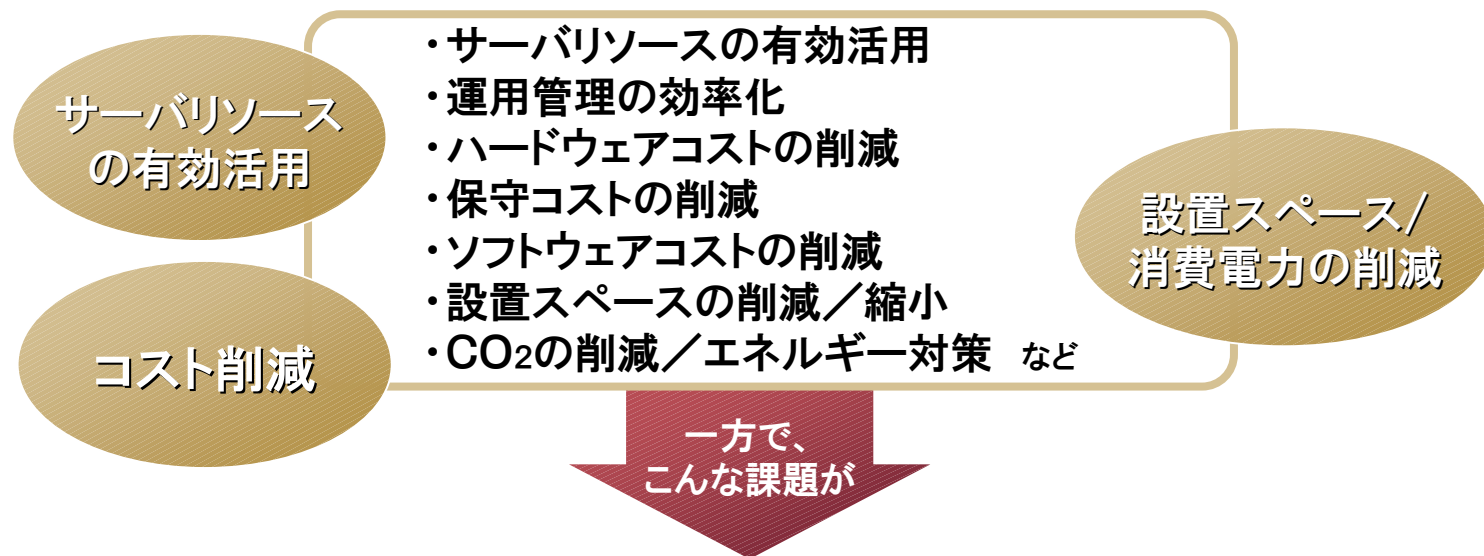 サーバリソース
の有効活用
コスト削減
・サーバリソースの有効活用
・運用管理の効率化
・ハードウェアコストの削減
・保守コストの削減
・ソフトウェアコストの削減
・設置スペースの削減／縮小
・CO2の削減／エネルギー対策 など
設置スペース/
消費電力の削減
一方で、
こんな課題が